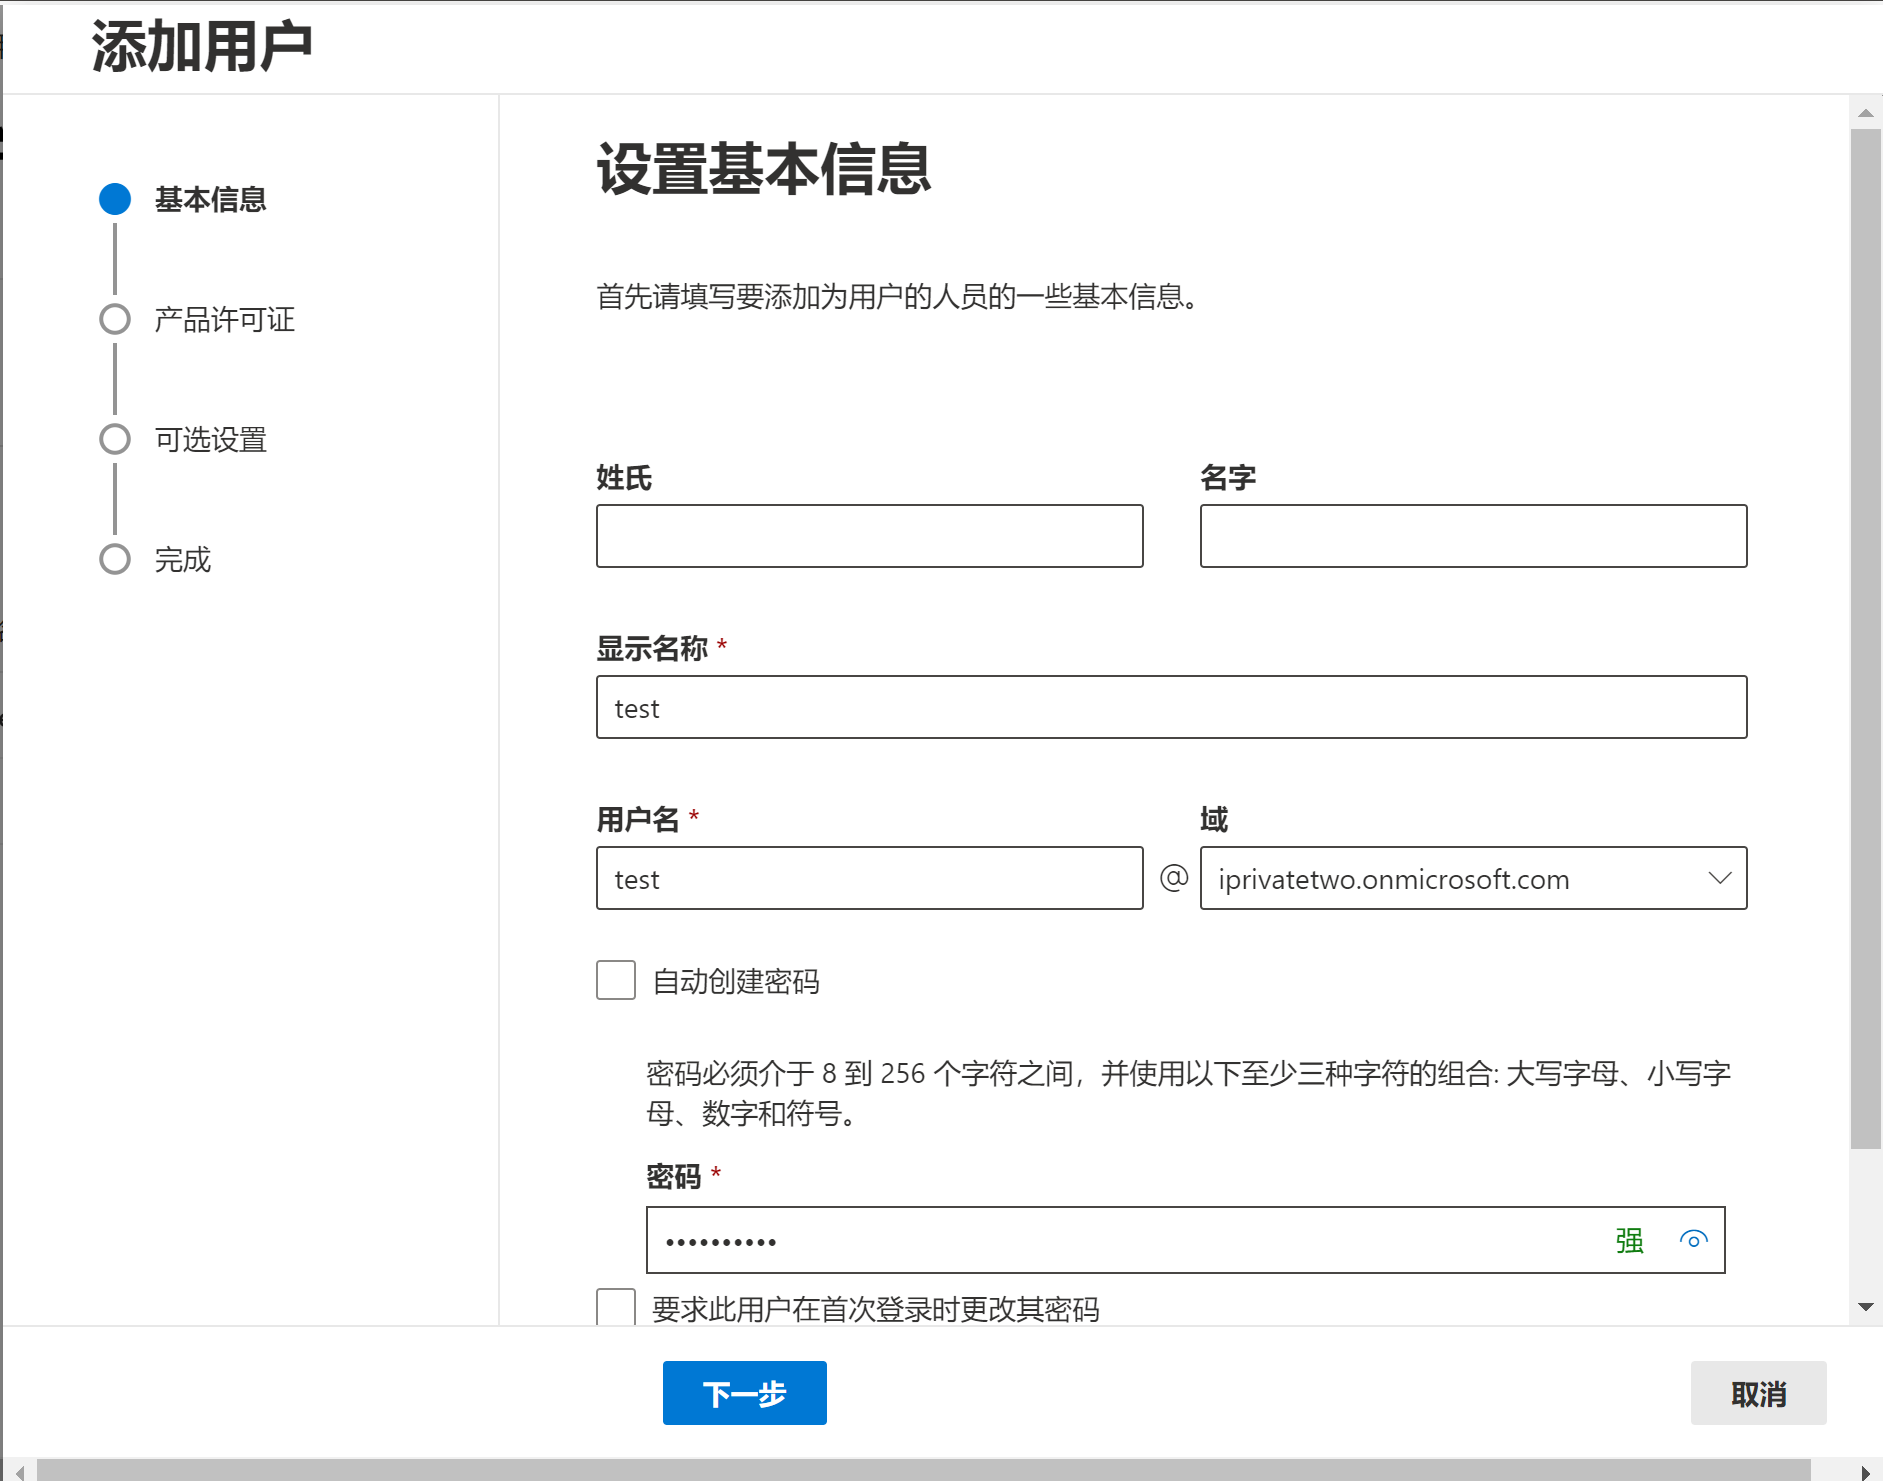 添加用户
基本信息
产品许可证
可选设置
完成
设置基本信息
首先请填写要添加为用户的人员的一些基本信息。
姓氏
名字
显示名称 *
test
用户名 *
域
test
@
iprivatetwo.onmicrosoft.com
自动创建密码
密码必须介于 8 到 256 个字符之间，并使用以下至少三种字符的组合: 大写字母、小写字
母、数字和符号。
密码 *
••••••••••
强
要求此用户在首次登录时更改其密码
下一步
取消